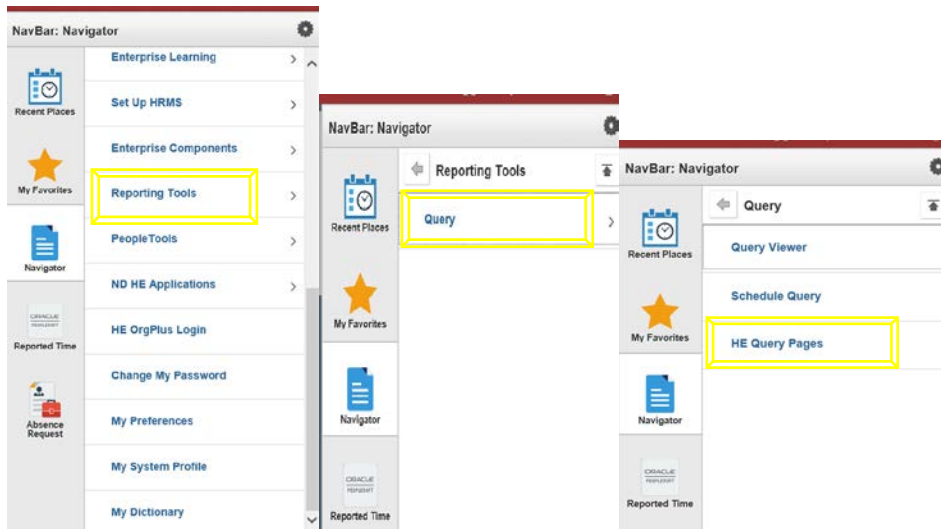 NavBar: Navigator
Recent Places
My Favorites
Navigator
ORACLE
Reported Time
Absence
Request
Enterprise Learning
Set Up HRMS
Enterprise Components
Reporting Tools
PeopleTools
ND HE Applications
HE OrgPlus Login
Change My Password
My Preferences
My System Profile
My Dictionary
NavBar: Navigator
Recent Places
My Favorites
Navigator
ORACLE
Reported Time
Reporting Tools
Query
NavBar: Navigator
Recent Places
My Favorites
Navigator
ORACLE
Reported Time
Query
Query Viewer
Schedule Query
HE Query Pages